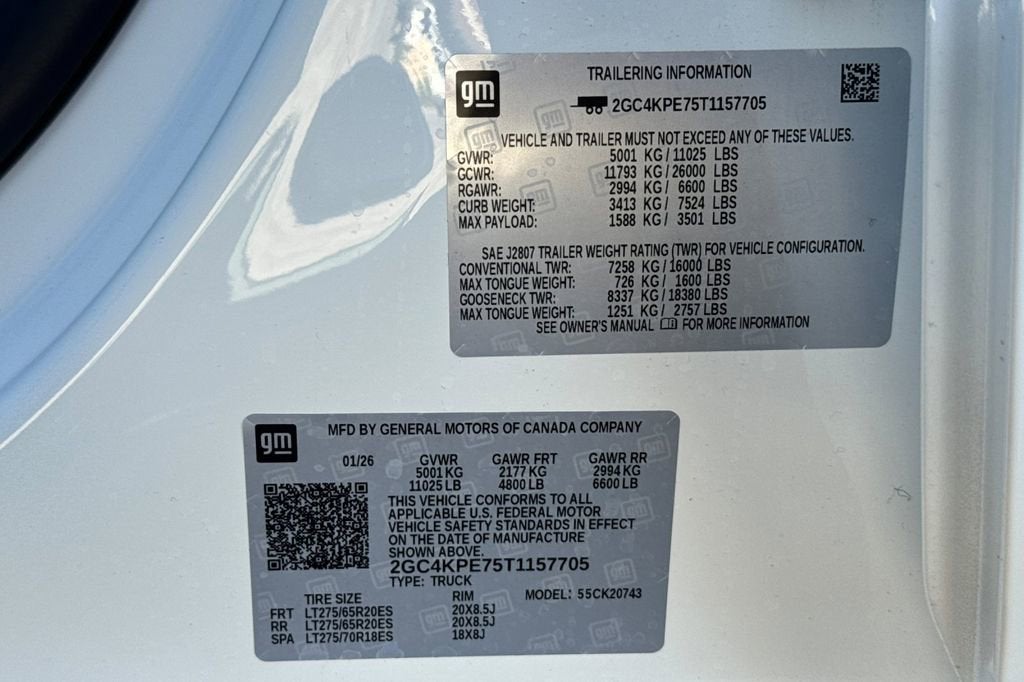 gm
TRAILERING INFORMATION
2GC4KPE75T1157705
VEHICLE AND TRAILER MUST NOT EXCEED ANY OF THESE VALUES.
GVWR: 5001 KG / 11025 LBS
GCWR: 11793 KG / 26000 LBS
RGAWR: 2994 KG / 6600 LBS
CURB WEIGHT: 3413 KG / 7524 LBS
MAX PAYLOAD: 1588 KG / 3501 LBS
SAE J2807 TRAILER WEIGHT RATING (TWR) FOR VEHICLE CONFIGURATION.
CONVENTIONAL TWR: 7258 KG / 16000 LBS
MAX TONGUE WEIGHT: 726 KG / 1600 LBS
GOOSENECK TWR: 8337 KG / 18380 LBS
MAX TONGUE WEIGHT: 1251 KG / 2757 LBS
SEE OWNER'S MANUAL FOR MORE INFORMATION
gm
MFD BY GENERAL MOTORS OF CANADA COMPANY
01/26 GVWR GAWR FRT GAWR RR
5001 KG 2177 KG 2994 KG
11025 LB 4800 LB 6600 LB
THIS VEHICLE CONFORMS TO ALL
APPLICABLE U.S. FEDERAL MOTOR
VEHICLE SAFETY STANDARDS IN EFFECT
ON THE DATE OF MANUFACTURE
SHOWN ABOVE.
2GC4KPE75T1157705
TYPE: TRUCK
TIRE SIZE RIM MODEL: 55CK20743
FRT LT275/65R20ES 20X8.5J
RR LT275/65R20ES 20X8.5J
SPA LT275/70R18ES 18X8J